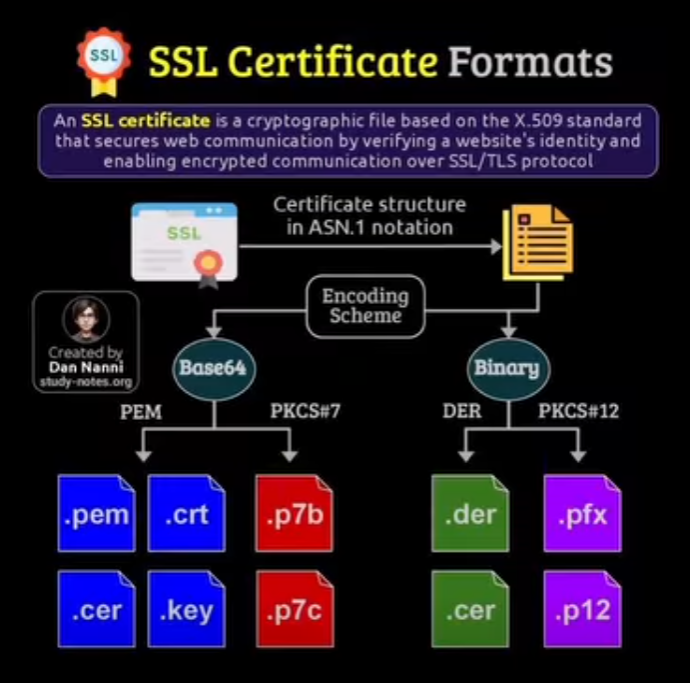 SSL
SSL Certificate Formats
An SSL certificate is a cryptographic file based on the X.509 standard
that secures web communication by verifying a website's identity and
enabling encrypted communication over SSL/TLS protocol
Certificate structure
in ASN.1 notation
SSL
Encoding
Scheme
Created by
Dan Nanni
study-notes.org
Base64
Binary
PEM
PKCS#7
DER
PKCS#12
.pem
.crt
.p7b
.der
.pfx
.cer
.key
.p7c
.cer
.p12